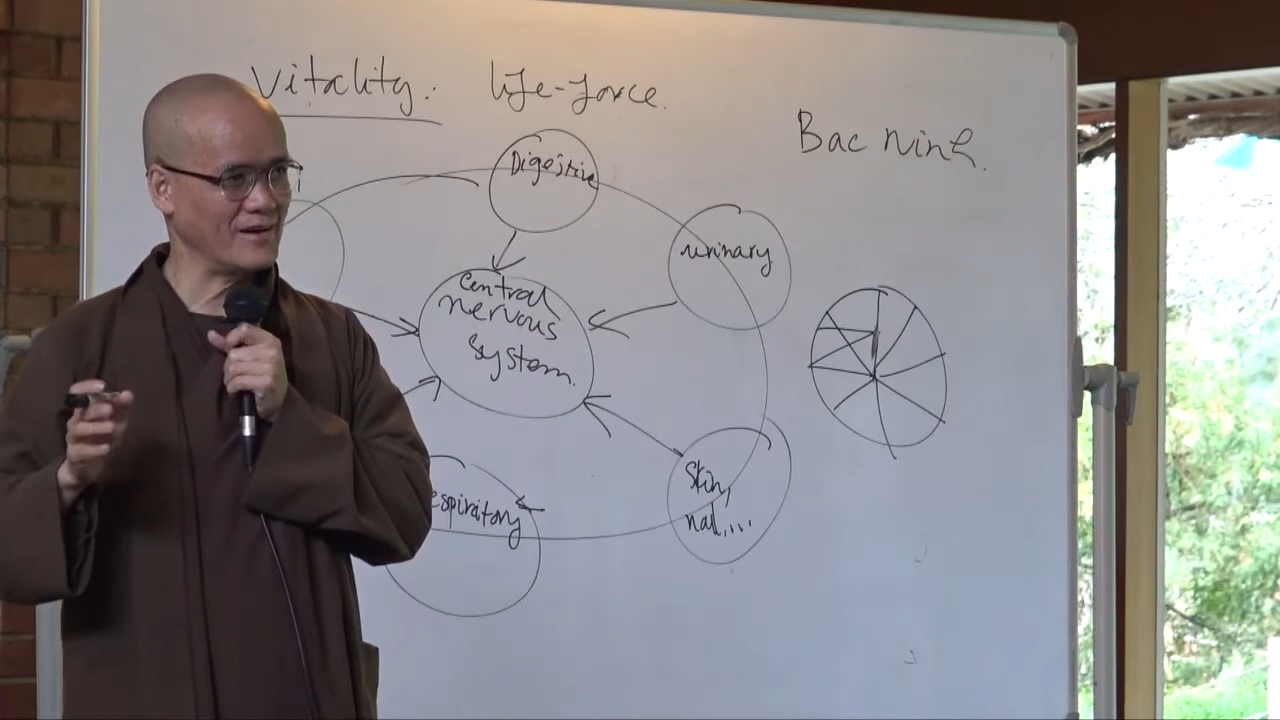 Vitality: life-force.
Bac Ninh.
Digestive
urinary
Central
nervous
system.
Skin,
nail,...
espiratory